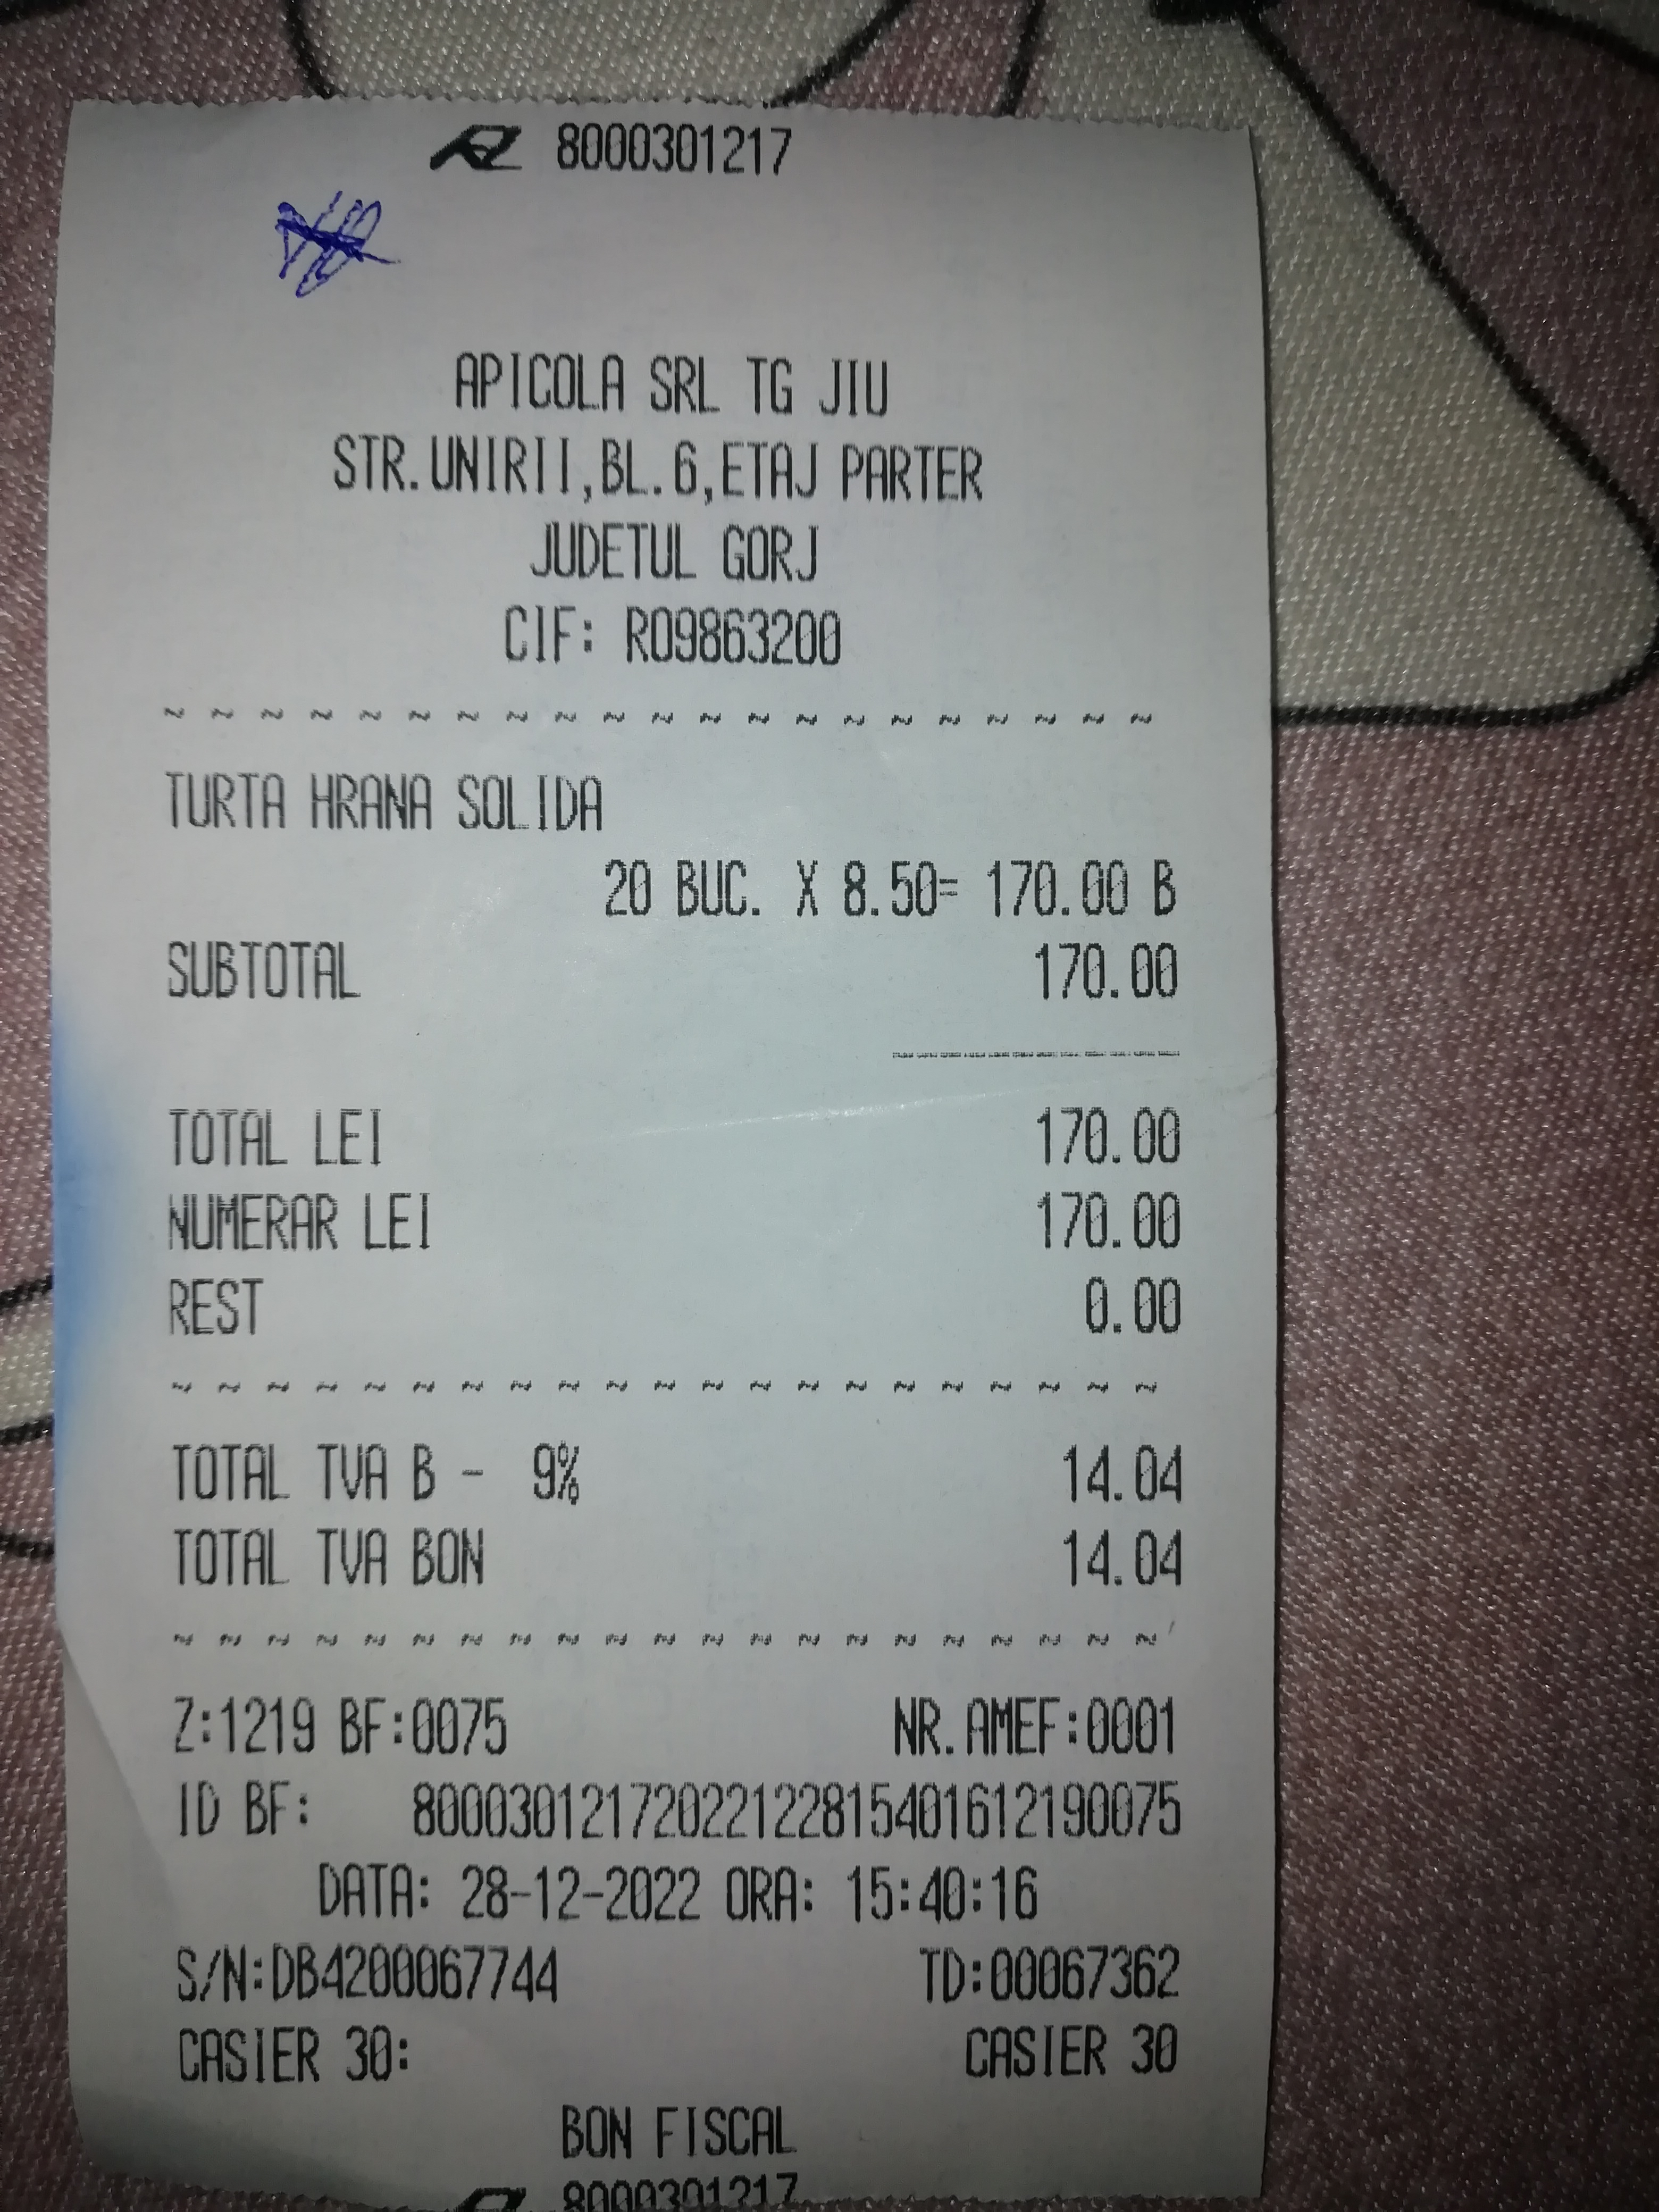 8000301217
APICOLA SRL TG JIU
STR.UNIRII,BL.6,ETAJ PARTER
JUDETUL GORJ
CIF: RO9863200
~ ~ ~ ~ ~ ~ ~ ~ ~ ~ ~ ~ ~ ~ ~ ~ ~ ~ ~ ~ ~
TURTA HRANA SOLIDA
20 BUC. X 8.50= 170.00 B
SUBTOTAL 170.00
TOTAL LEI 170.00
NUMERAR LEI 170.00
REST 0.00
~ ~ ~ ~ ~ ~ ~ ~ ~ ~ ~ ~ ~ ~ ~ ~ ~ ~ ~ ~ ~
TOTAL TVA B - 9% 14.04
TOTAL TVA BON 14.04
~ ~ ~ ~ ~ ~ ~ ~ ~ ~ ~ ~ ~ ~ ~ ~ ~ ~ ~ ~ ~
Z:1219 BF:0075 NR.AMEF:0001
ID BF: 80003012172022122815401612190075
DATA: 28-12-2022 ORA: 15:40:16
S/N:DB4200067744 TD:00067362
CASIER 30: CASIER 30
BON FISCAL
8000301217